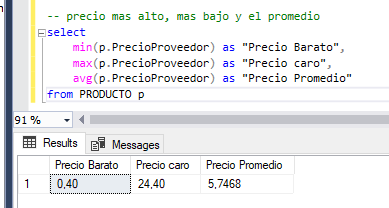 -- precio mas alto, mas bajo y el promedio
select
min(p.PrecioProveedor) as "Precio Barato",
max(p.PrecioProveedor) as "Precio caro",
avg(p.PrecioProveedor) as "Precio Promedio"
from PRODUCTO p
91 %
Results Messages
Precio Barato Precio caro Precio Promedio
1 0,40 24,40 5,7468